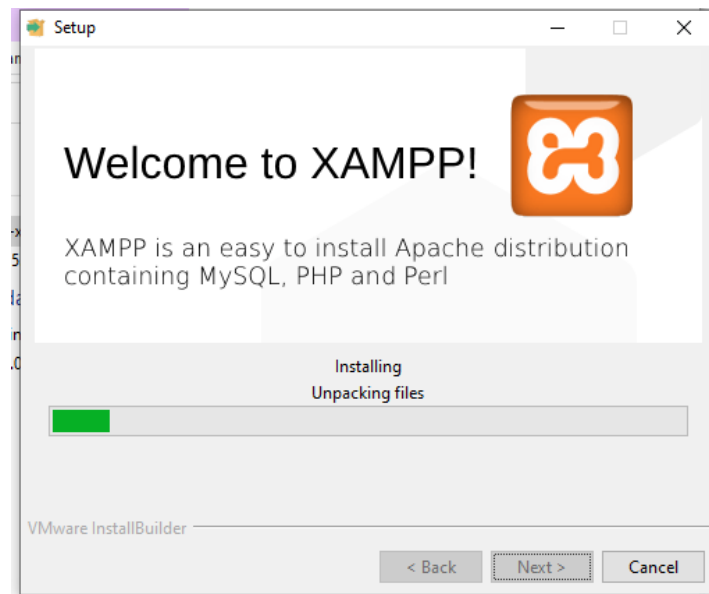 Setup
Welcome to XAMPP!
XAMPP is an easy to install Apache distribution
containing MySQL, PHP and Perl
Installing
Unpacking files
VMware InstallBuilder
< Back
Next >
Cancel